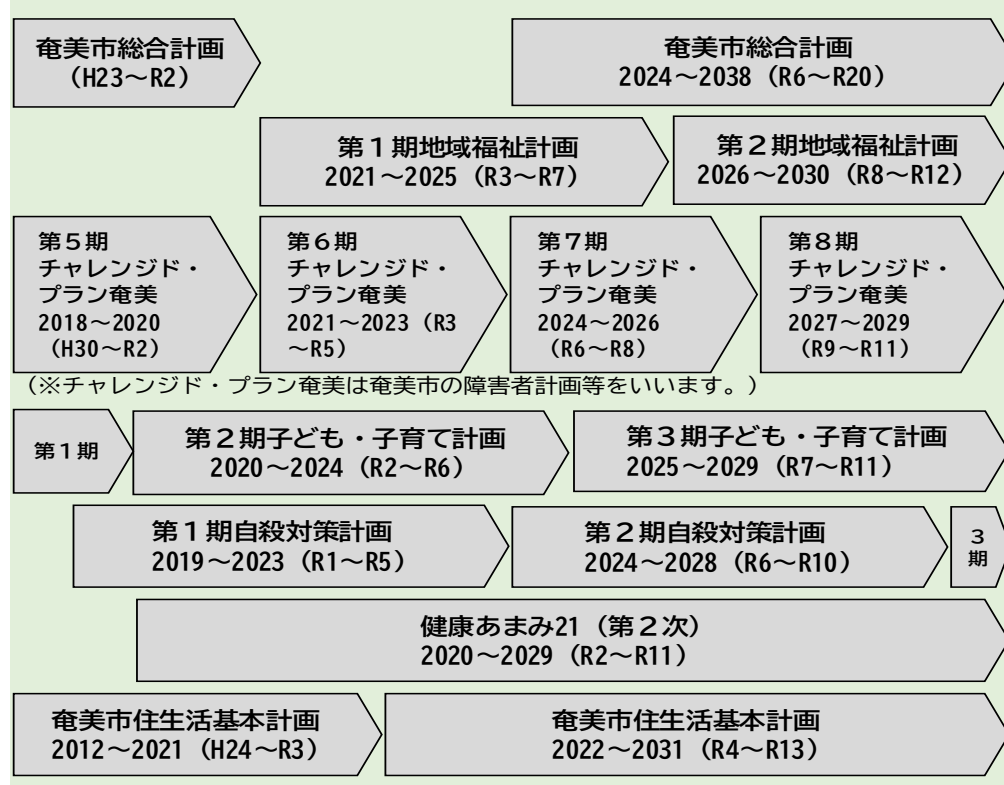 奄美市総合計画
（H23～R2）
奄美市総合計画
2024～2038（R6～R20）
第１期地域福祉計画
2021～2025（R3～R7）
第２期地域福祉計画
2026～2030（R8～R12）
第５期
チャレンジド・
プラン奄美
2018～2020
（H30～R2）
第６期
チャレンジド・
プラン奄美
2021～2023（R3
～R5）
第７期
チャレンジド・
プラン奄美
2024～2026
（R6～R8）
第８期
チャレンジド・
プラン奄美
2027～2029
（R9～R11）
（※チャレンジド・プラン奄美は奄美市の障害者計画等をいいます。）
第１期
第２期子ども・子育て計画
2020～2024（R2～R6）
第３期子ども・子育て計画
2025～2029（R7～R11）
第１期自殺対策計画
2019～2023（R1～R5）
第２期自殺対策計画
2024～2028（R6～R10）
３
期
健康あまみ21（第２次）
2020～2029（R2～R11）
奄美市住生活基本計画
2012～2021（H24～R3）
奄美市住生活基本計画
2022～2031（R4～R13）